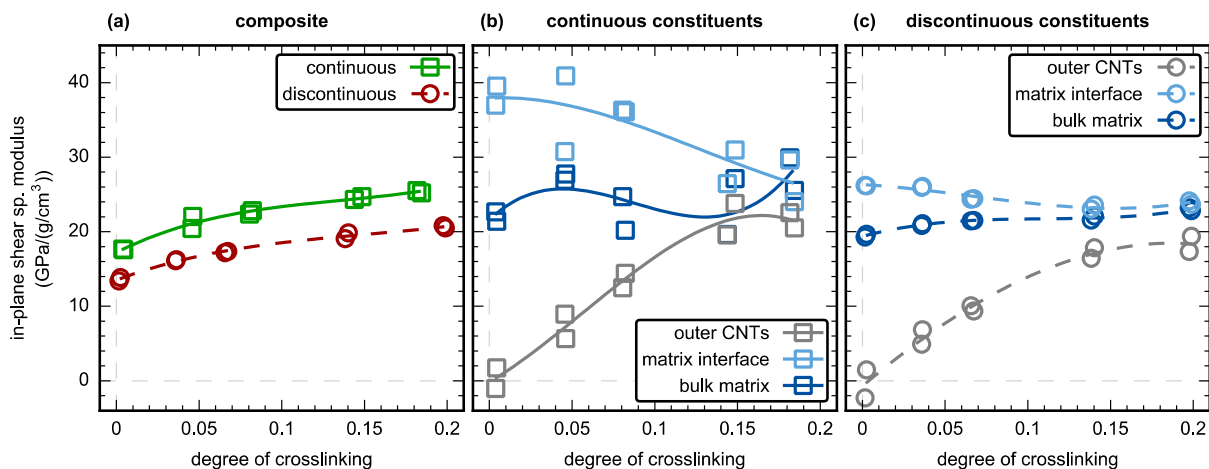 (a) composite
(b) continuous constituents
(c) discontinuous constituents
in-plane shear sp. modulus
(GPa/(g/cm³))
40
30
20
10
0
continuous
discontinuous
outer CNTs
matrix interface
bulk matrix
outer CNTs
matrix interface
bulk matrix
0 0.05 0.1 0.15 0.2
0 0.05 0.1 0.15 0.2
0 0.05 0.1 0.15 0.2
degree of crosslinking
degree of crosslinking
degree of crosslinking